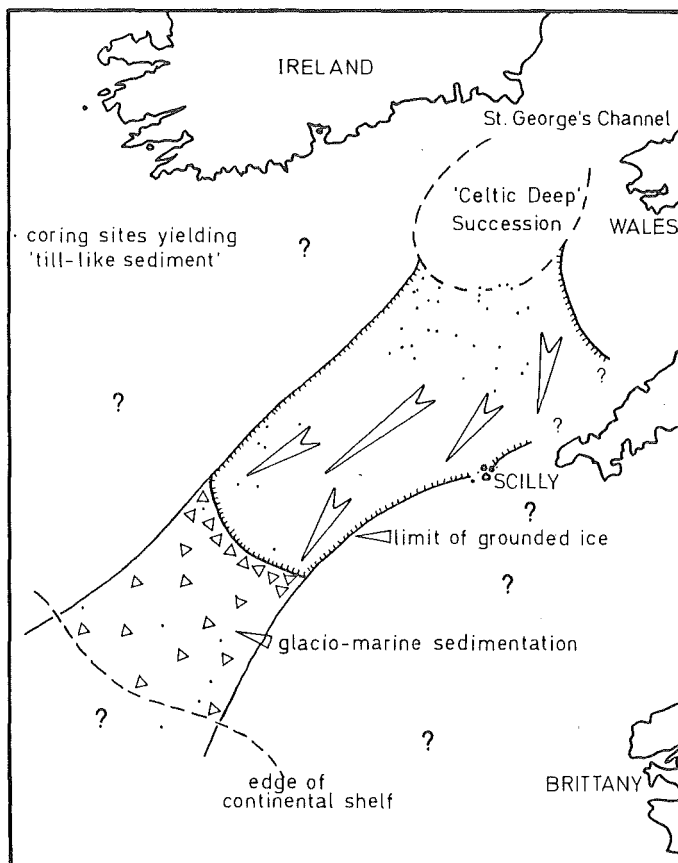 IRELAND
St. George's Channel
'Celtic Deep'
Succession
WALES
. coring sites yielding
'till-like sediment'
?
?
?
?
SCILLY
?
limit of grounded ice
?
glacio-marine sedimentation
?
?
BRITTANY
edge of
continental shelf